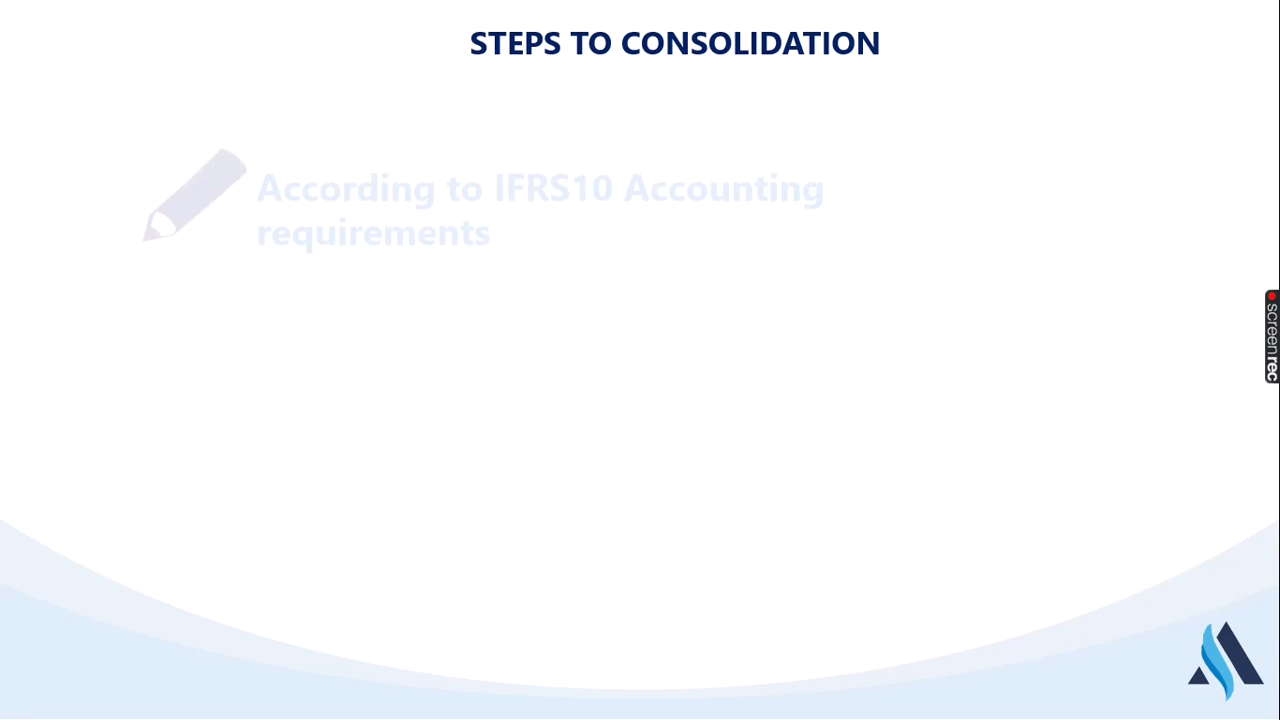 STEPS TO CONSOLIDATION
According to IFRS10 Accounting
requirements
screenrec